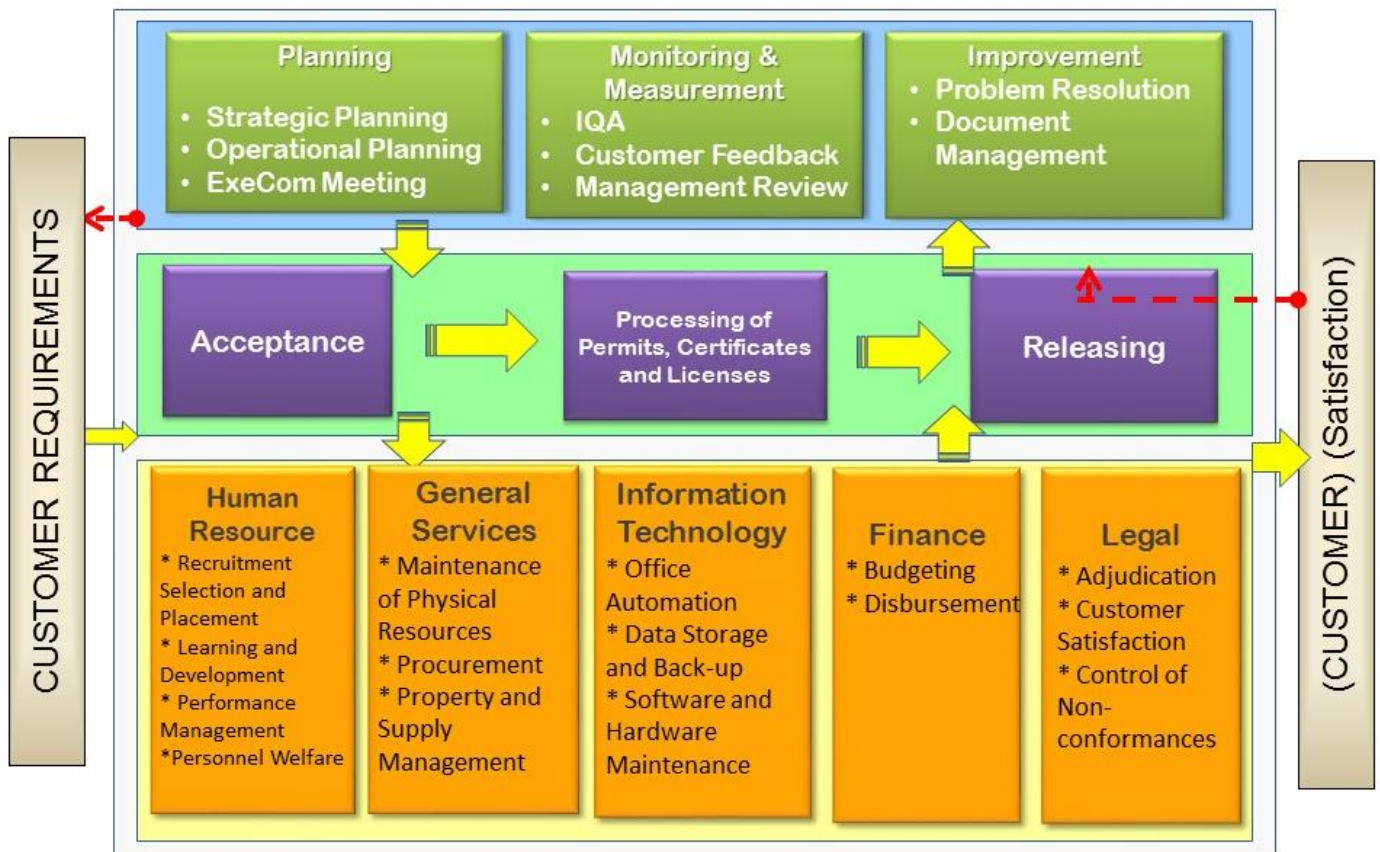 CUSTOMER REQUIREMENTS
Planning
• Strategic Planning
• Operational Planning
• ExeCom Meeting
Monitoring &
Measurement
• IQA
• Customer Feedback
• Management Review
Improvement
• Problem Resolution
• Document
Management
Acceptance
Processing of
Permits, Certificates
and Licenses
Releasing
Human
Resource
* Recruitment
Selection and
Placement
* Learning and
Development
* Performance
Management
*Personnel Welfare
General
Services
* Maintenance
of Physical
Resources
* Procurement
* Property and
Supply
Management
Information
Technology
* Office
Automation
* Data Storage
and Back-up
* Software and
Hardware
Maintenance
Finance
* Budgeting
* Disbursement
Legal
* Adjudication
* Customer
Satisfaction
* Control of
Non-
conformances
(CUSTOMER) (Satisfaction)